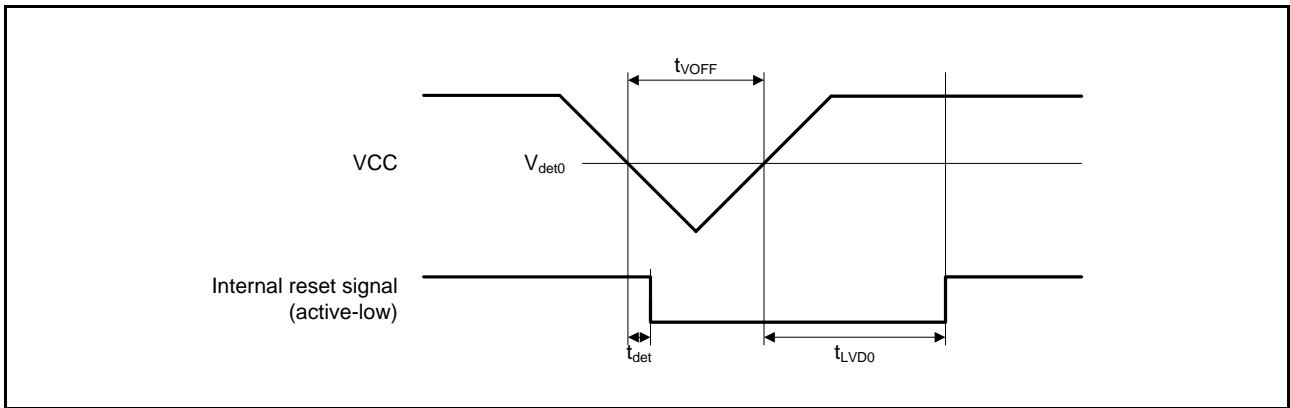 tVOFF
VCC
Vdet0
Internal reset signal
(active-low)
tdet
tLVD0